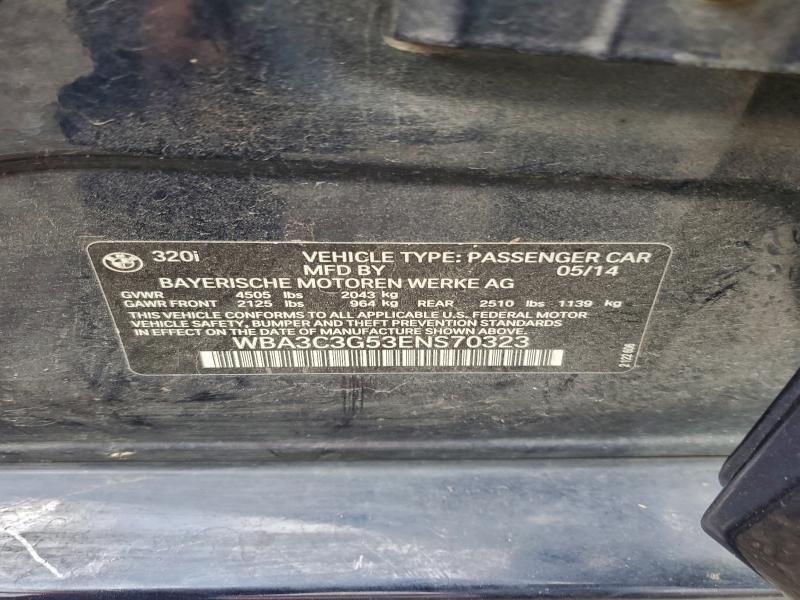 320i VEHICLE TYPE: PASSENGER CAR
MFD BY 05/14
BAYERISCHE MOTOREN WERKE AG
GVWR 4505 lbs 2043 kg
GAWR FRONT 2125 lbs 964 kg REAR 2510 lbs 1139 kg
THIS VEHICLE CONFORMS TO ALL APPLICABLE U.S. FEDERAL MOTOR
VEHICLE SAFETY, BUMPER AND THEFT PREVENTION STANDARDS
IN EFFECT ON THE DATE OF MANUFACTURE SHOWN ABOVE.
WBA3C3G53ENS70323